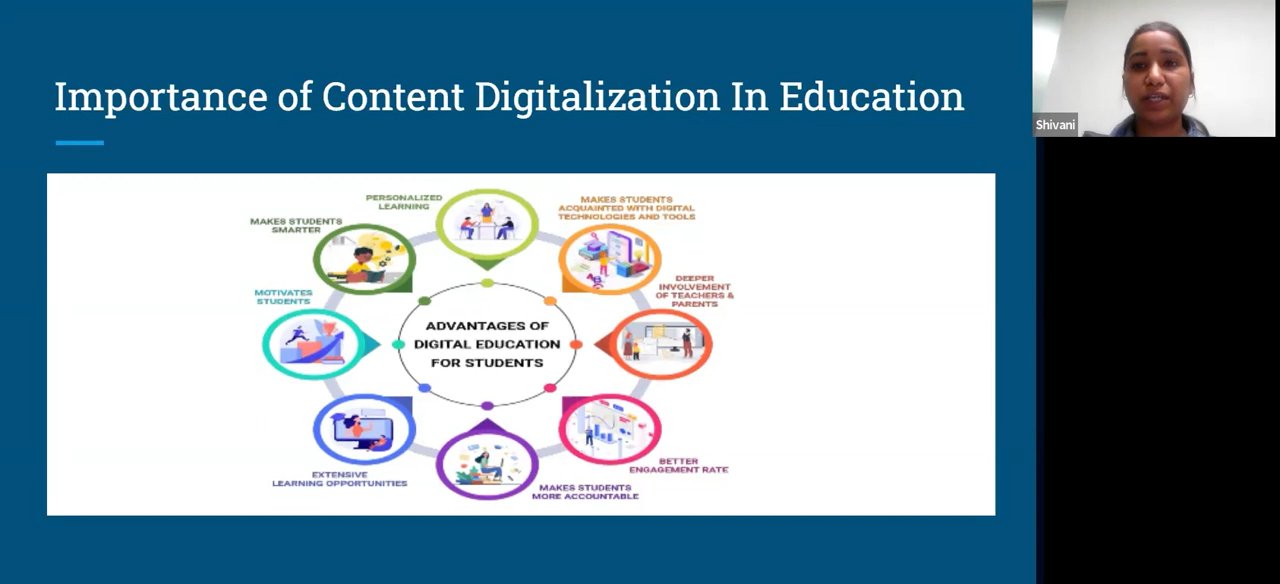 Importance of Content Digitalization In Education
Shivani
PERSONALIZED
LEARNING
MAKES STUDENTS
ACQUAINTED WITH DIGITAL
TECHNOLOGIES AND TOOLS
MAKES STUDENTS
SMARTER
DEEPER
INVOLVEMENT
OF TEACHERS &
PARENTS
MOTIVATES
STUDENTS
ADVANTAGES OF
DIGITAL EDUCATION
FOR STUDENTS
BETTER
ENGAGEMENT RATE
EXTENSIVE
LEARNING OPPORTUNITIES
MAKES STUDENTS
MORE ACCOUNTABLE